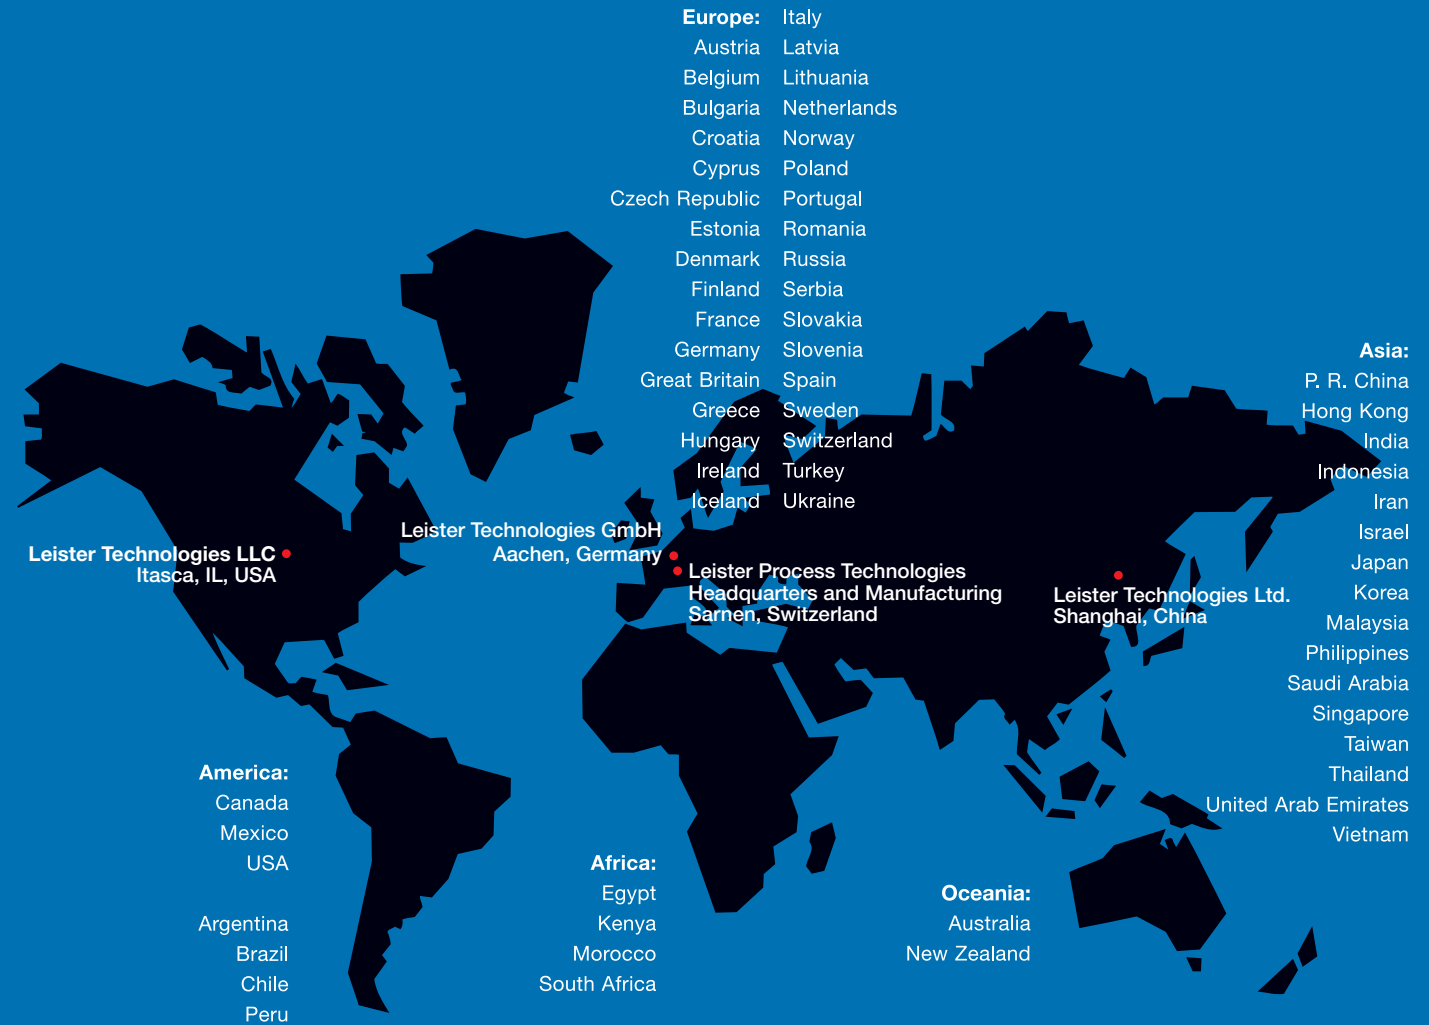 Europe:
Austria
Belgium
Bulgaria
Croatia
Cyprus
Czech Republic
Estonia
Denmark
Finland
France
Germany
Great Britain
Greece
Hungary
Ireland
Iceland
Italy
Latvia
Lithuania
Netherlands
Norway
Poland
Portugal
Romania
Russia
Serbia
Slovakia
Slovenia
Spain
Sweden
Switzerland
Turkey
Ukraine
Leister Technologies LLC
Itasca, IL, USA
Leister Technologies GmbH
Aachen, Germany
Leister Process Technologies
Headquarters and Manufacturing
Sarnen, Switzerland
Leister Technologies Ltd.
Shanghai, China
Asia:
P. R. China
Hong Kong
India
Indonesia
Iran
Israel
Japan
Korea
Malaysia
Philippines
Saudi Arabia
Singapore
Taiwan
Thailand
United Arab Emirates
Vietnam
America:
Canada
Mexico
USA
Argentina
Brazil
Chile
Peru
Africa:
Egypt
Kenya
Morocco
South Africa
Oceania:
Australia
New Zealand